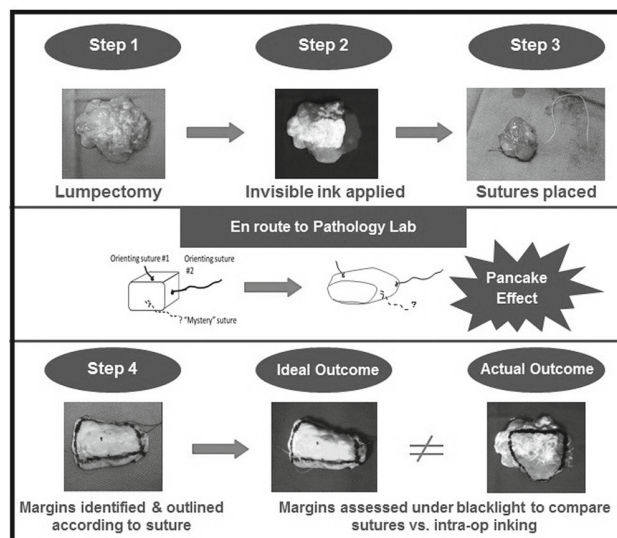 Step 1
Step 2
Step 3
Lumpectomy
Invisible ink applied
Sutures placed
En route to Pathology Lab
Orienting suture #1
Orienting suture
#2
? "Mystery" suture
?
Pancake
Effect
Step 4
Ideal Outcome
Actual Outcome
Margins identified & outlined
according to suture
Margins assessed under blacklight to compare
sutures vs. intra-op inking